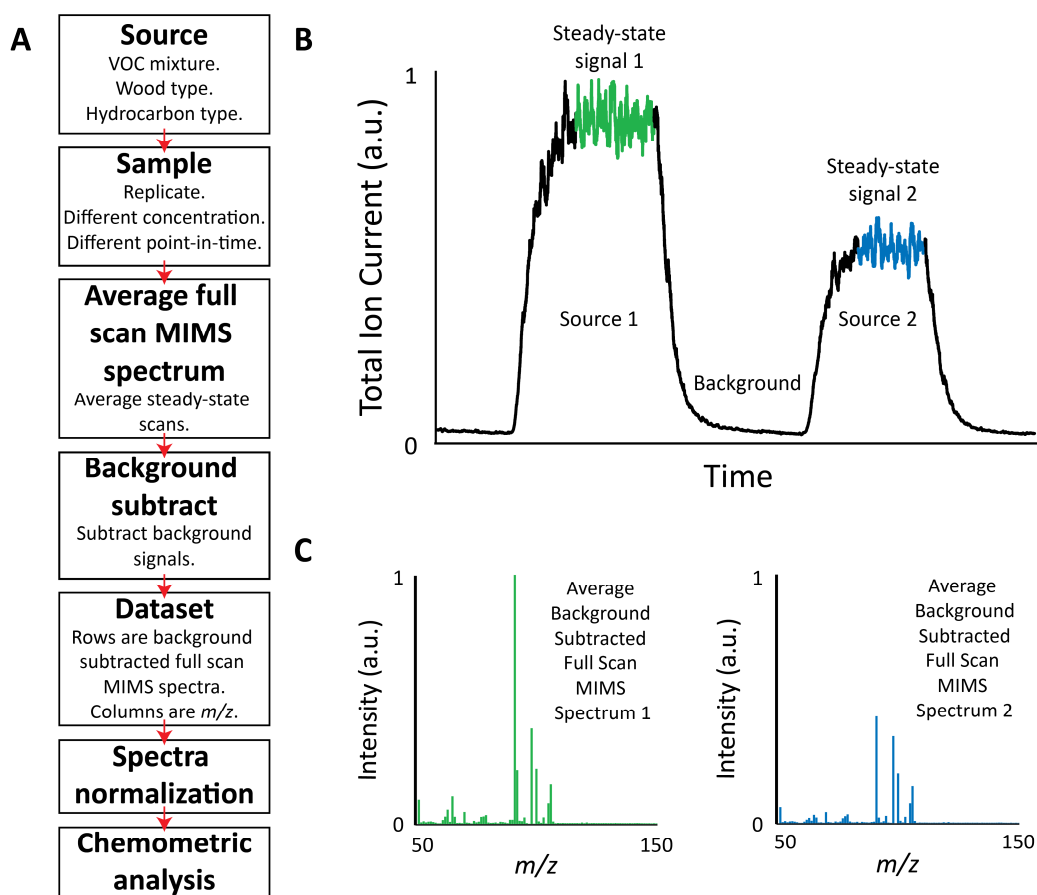 A
Source
VOC mixture.
Wood type.
Hydrocarbon type.
Sample
Replicate.
Different concentration.
Different point-in-time.
Average full
scan MIMS
spectrum
Average steady-state
scans.
Background
subtract
Subtract background
signals.
Dataset
Rows are background
subtracted full scan
MIMS spectra.
Columns are m/z.
Spectra
normalization
Chemometric
analysis
B
Steady-state
signal 1
Steady-state
signal 2
1
Total Ion Current (a.u.)
Source 1
Source 2
Background
0
Time
C
1
Intensity (a.u.)
Average
Background
Subtracted
Full Scan
MIMS
Spectrum 1
0
50
150
m/z
1
Intensity (a.u.)
Average
Background
Subtracted
Full Scan
MIMS
Spectrum 2
0
50
150
m/z